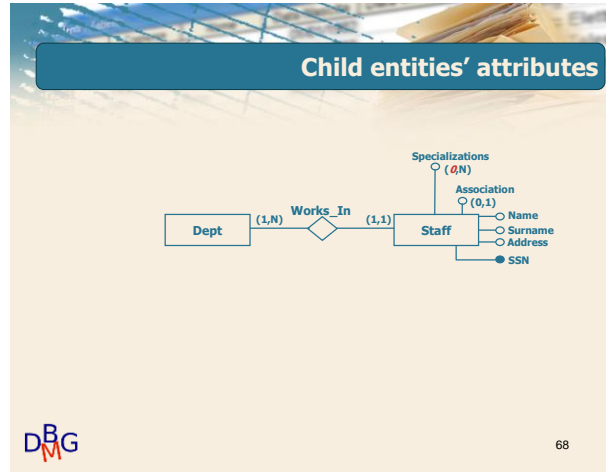 Child entities’ attributes
Specializations
(0,N)
Association
(0,1)
Works_In
(1,N)
(1,1)
Dept
Staff
Name
Surname
Address
SSN
DBMG
68